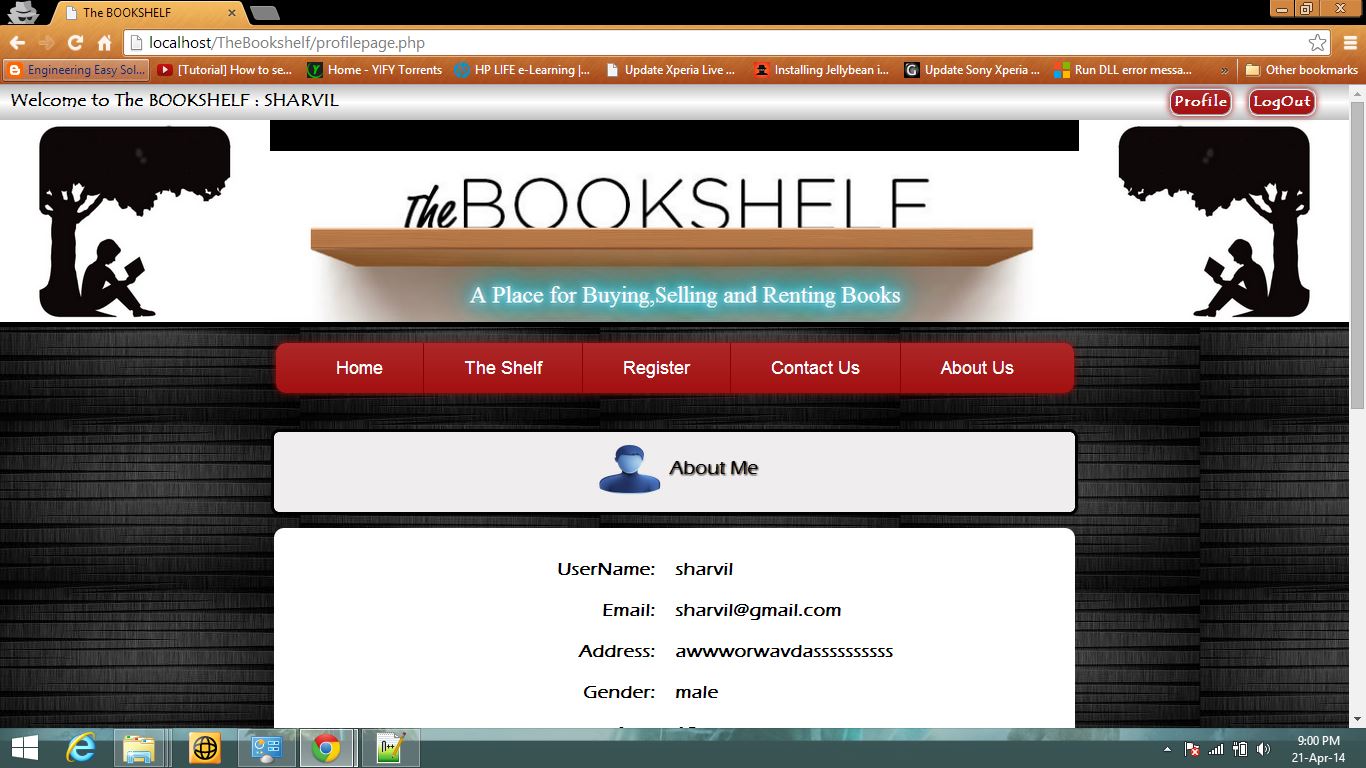 The BOOKSHELF
localhost/TheBookshelf/profilepage.php
Engineering Easy Sol... [Tutorial] How to se... Home - YIFY Torrents HP LIFE e-Learning |... Update Xperia Live ... Installing Jellybean i... Update Sony Xperia ... Run DLL error messa... » Other bookmarks
Welcome to The BOOKSHELF : SHARVIL Profile LogOut
The BOOKSHELF
A Place for Buying,Selling and Renting Books
Home The Shelf Register Contact Us About Us
About Me
UserName: sharvil
Email: sharvil@gmail.com
Address: awwworwavdassssssssss
Gender: male
9:00 PM
21-Apr-14